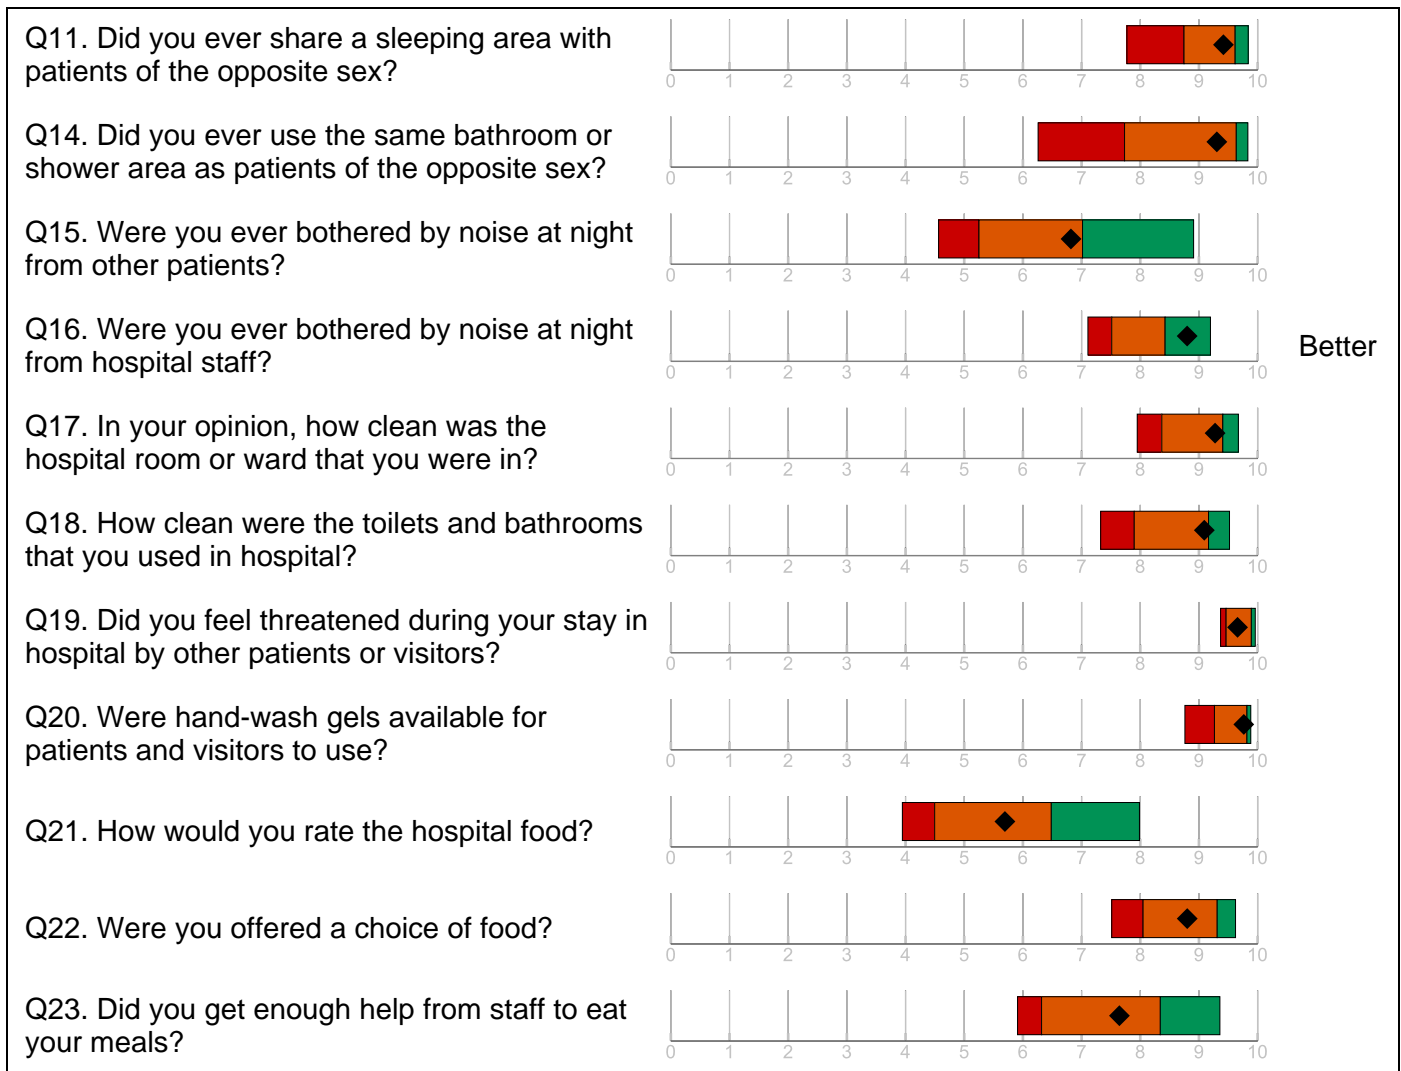 Q11. Did you ever share a sleeping area with
patients of the opposite sex?
0 1 2 3 4 5 6 7 8 9 10
Q14. Did you ever use the same bathroom or
shower area as patients of the opposite sex?
0 1 2 3 4 5 6 7 8 9 10
Q15. Were you ever bothered by noise at night
from other patients?
0 1 2 3 4 5 6 7 8 9 10
Q16. Were you ever bothered by noise at night
from hospital staff?
Better
0 1 2 3 4 5 6 7 8 9 10
Q17. In your opinion, how clean was the
hospital room or ward that you were in?
0 1 2 3 4 5 6 7 8 9 10
Q18. How clean were the toilets and bathrooms
that you used in hospital?
0 1 2 3 4 5 6 7 8 9 10
Q19. Did you feel threatened during your stay in
hospital by other patients or visitors?
0 1 2 3 4 5 6 7 8 9 10
Q20. Were hand-wash gels available for
patients and visitors to use?
0 1 2 3 4 5 6 7 8 9 10
Q21. How would you rate the hospital food?
0 1 2 3 4 5 6 7 8 9 10
Q22. Were you offered a choice of food?
0 1 2 3 4 5 6 7 8 9 10
Q23. Did you get enough help from staff to eat
your meals?
0 1 2 3 4 5 6 7 8 9 10